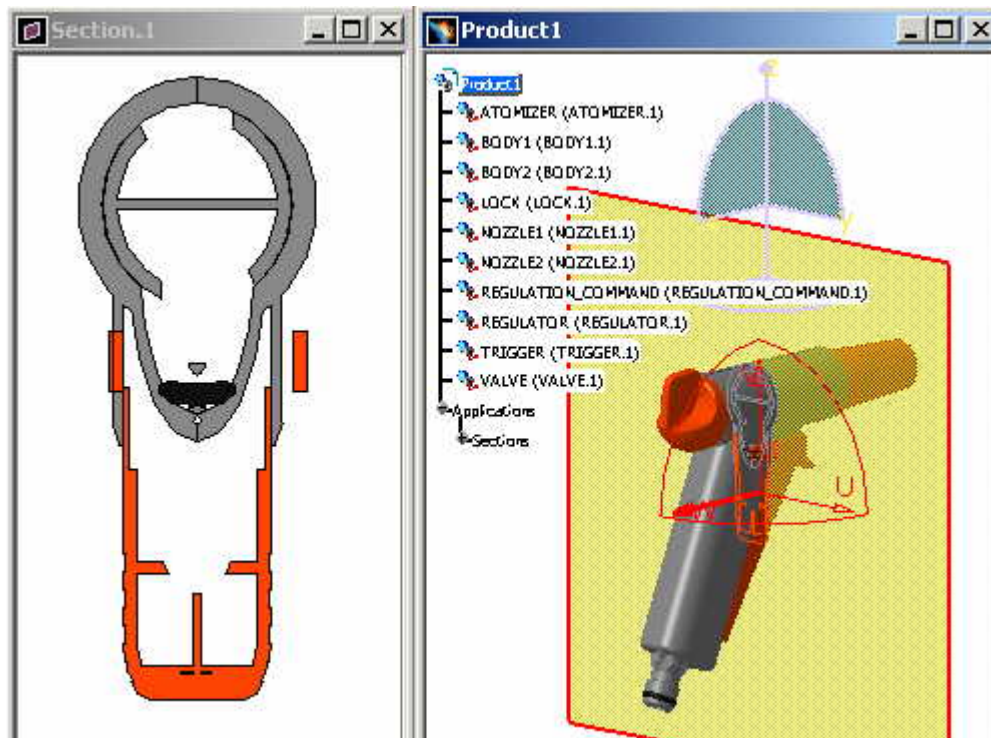 Section.1
Product1
Product1
ATOMIZER (ATOMIZER.1)
BODY1 (BODY1.1)
BODY2 (BODY2.1)
LOCK (LOCK.1)
NOZZLE1 (NOZZLE1.1)
NOZZLE2 (NOZZLE2.1)
REGULATION_COMMAND (REGULATION_COMMAND.1)
REGULATOR (REGULATOR.1)
TRIGGER (TRIGGER.1)
VALVE (VALVE.1)
Applications
Sections
z
y
U